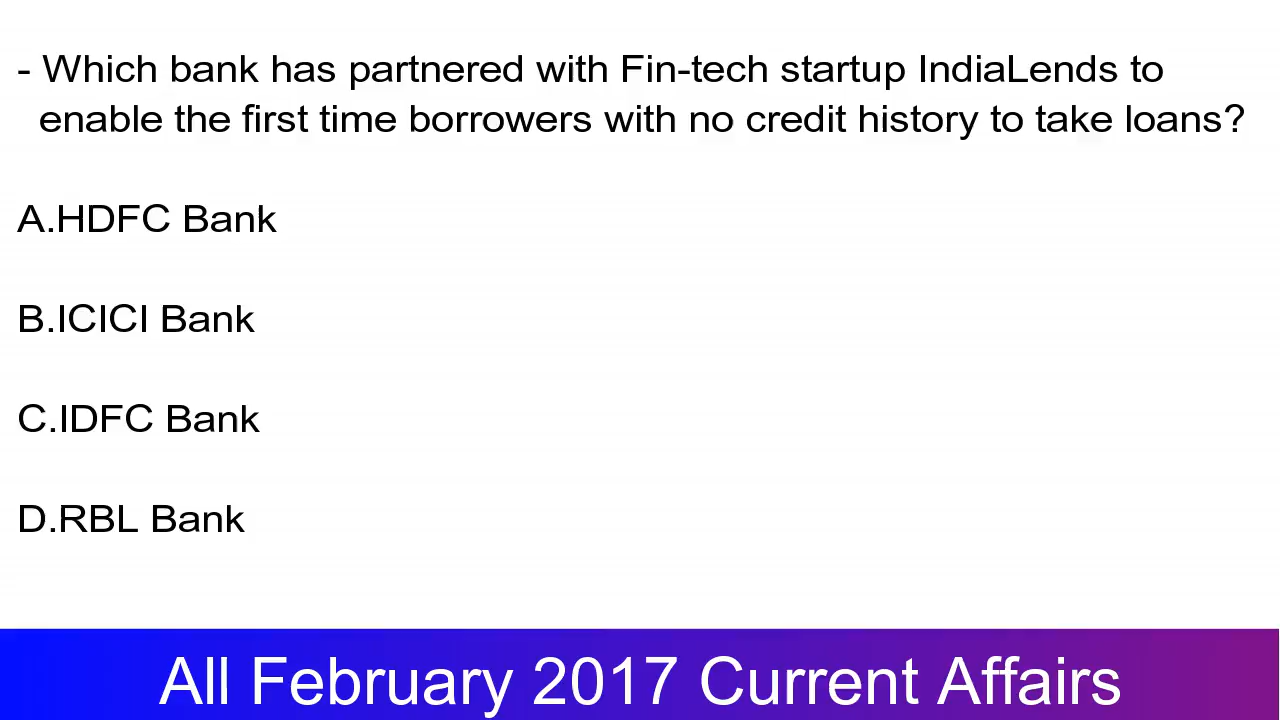 - Which bank has partnered with Fin-tech startup IndiaLends to
enable the first time borrowers with no credit history to take loans?
A.HDFC Bank
B.ICICI Bank
C.IDFC Bank
D.RBL Bank
All February 2017 Current Affairs